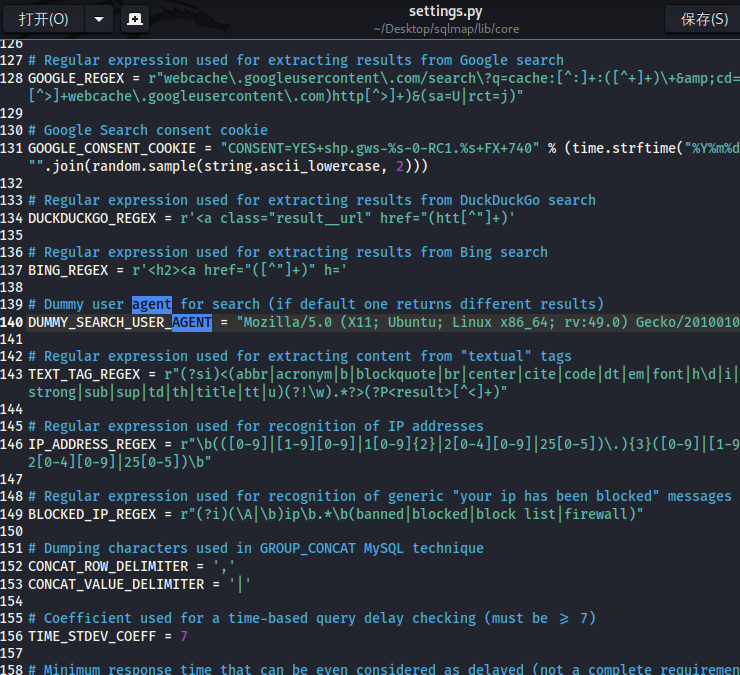 打开(O)
settings.py
~/Desktop/sqlmap/lib/core
保存(S)
126
127 # Regular expression used for extracting results from Google search
128 GOOGLE_REGEX = r"webcache\.googleusercontent\.com/search\?q=cache:[^:]+:([^+]+)\+&amp;cd=
[^>]+webcache\.googleusercontent\.com)http[^>]+)&(sa=U|rct=j)"
129
130 # Google Search consent cookie
131 GOOGLE_CONSENT_COOKIE = "CONSENT=YES+shp.gws-%s-0-RC1.%s+FX+740" % (time.strftime("%Y%m%d
"".join(random.sample(string.ascii_lowercase, 2)))
132
133 # Regular expression used for extracting results from DuckDuckGo search
134 DUCKDUCKGO_REGEX = r'<a class="result__url" href="(htt[^"]+)'
135
136 # Regular expression used for extracting results from Bing search
137 BING_REGEX = r'<h2><a href="([^"]+)" h='
138
139 # Dummy user agent for search (if default one returns different results)
140 DUMMY_SEARCH_USER_AGENT = "Mozilla/5.0 (X11; Ubuntu; Linux x86_64; rv:49.0) Gecko/2010010
141
142 # Regular expression used for extracting content from "textual" tags
143 TEXT_TAG_REGEX = r"(?si)<(abbr|acronym|b|blockquote|br|center|cite|code|dt|em|font|h\d|i|
strong|sub|sup|td|th|title|tt|u)(?!\w).*?>(?P<result>[^<]+)"
144
145 # Regular expression used for recognition of IP addresses
146 IP_ADDRESS_REGEX = r"\b(([0-9]|[1-9][0-9]|1[0-9]{2}|2[0-4][0-9]|25[0-5])\.){3}([0-9]|[1-9
2[0-4][0-9]|25[0-5])\b"
147
148 # Regular expression used for recognition of generic "your ip has been blocked" messages
149 BLOCKED_IP_REGEX = r"(?i)(\A|\b)ip\b.*\b(banned|blocked|block list|firewall)"
150
151 # Dumping characters used in GROUP_CONCAT MySQL technique
152 CONCAT_ROW_DELIMITER = ','
153 CONCAT_VALUE_DELIMITER = '|'
154
155 # Coefficient used for a time-based query delay checking (must be ≥ 7)
156 TIME_STDEV_COEFF = 7
157
158 # Minimum response time that can be even considered as delayed (not a complete requiremen